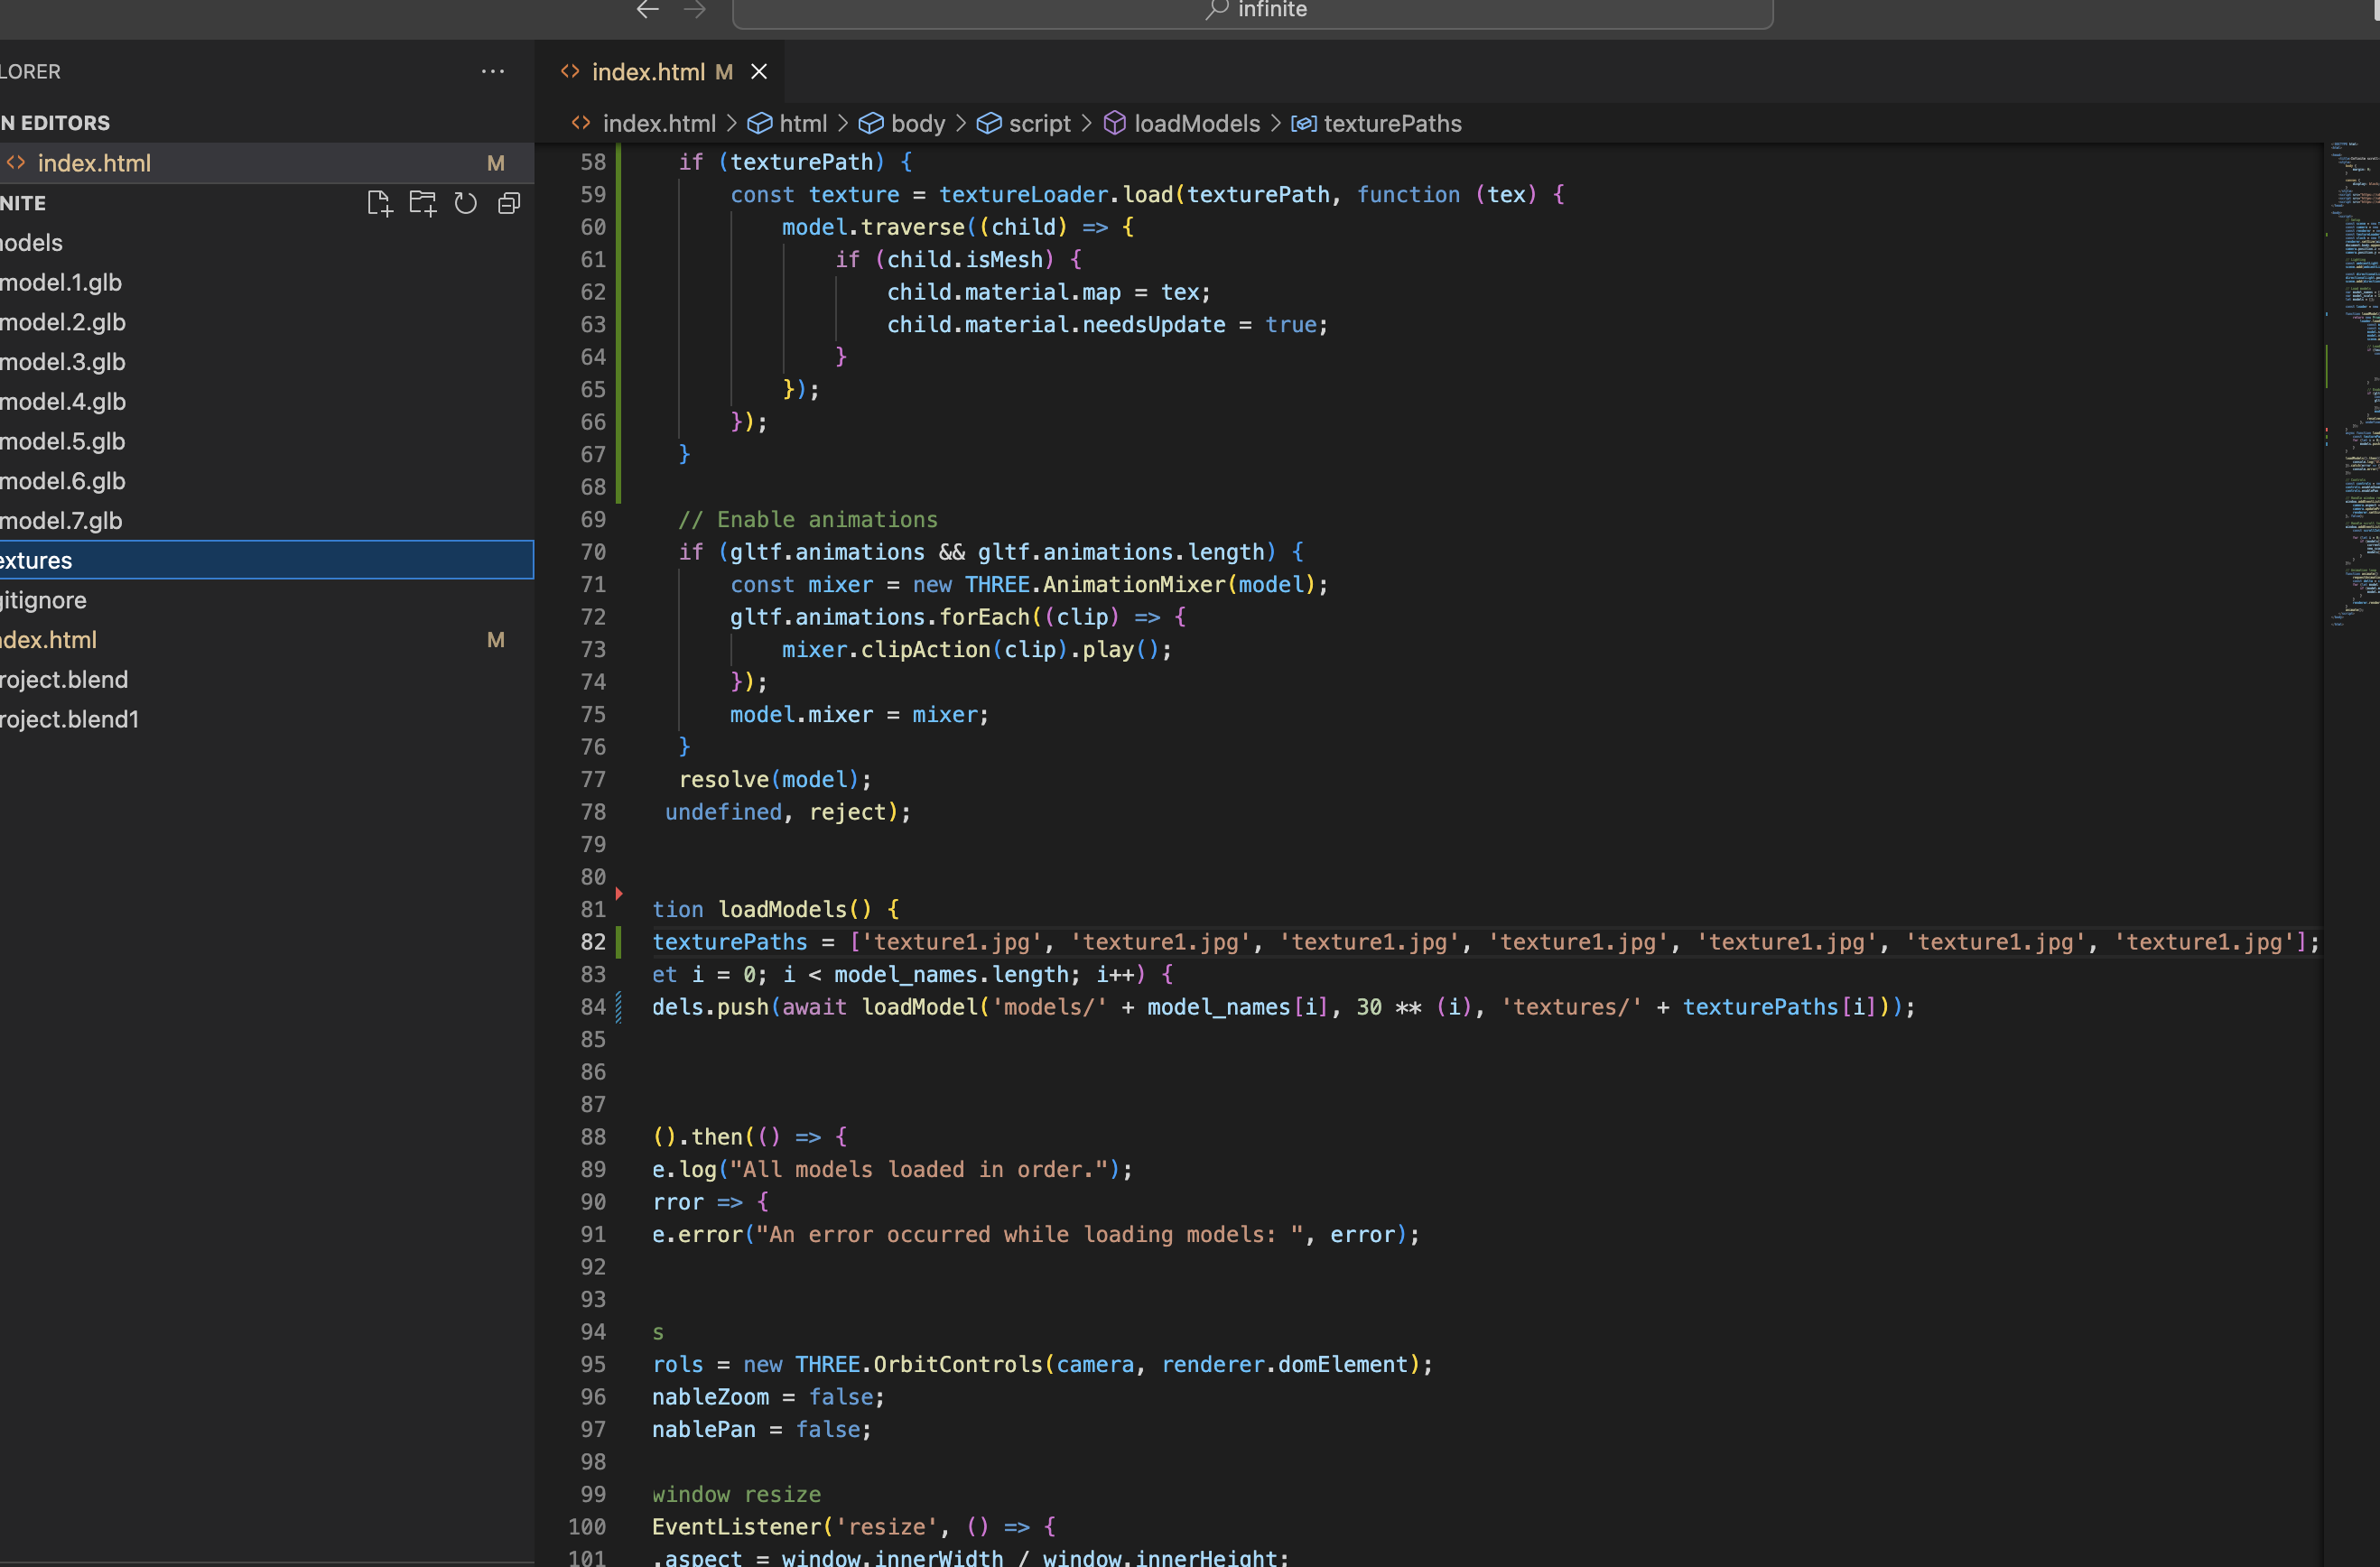 infinite
LORER
index.html M
N EDITORS
index.html > html > body > script > loadModels > texturePaths
index.html M
NITE
odels
model.1.glb
model.2.glb
model.3.glb
model.4.glb
model.5.glb
model.6.glb
model.7.glb
extures
gitignore
ndex.html M
roject.blend
roject.blend1
58 if (texturePath) {
59 const texture = textureLoader.load(texturePath, function (tex) {
60 model.traverse((child) => {
61 if (child.isMesh) {
62 child.material.map = tex;
63 child.material.needsUpdate = true;
64 }
65 });
66 });
67 }
68
69 // Enable animations
70 if (gltf.animations && gltf.animations.length) {
71 const mixer = new THREE.AnimationMixer(model);
72 gltf.animations.forEach((clip) => {
73 mixer.clipAction(clip).play();
74 });
75 model.mixer = mixer;
76 }
77 resolve(model);
78 undefined, reject);
79
80
81 tion loadModels() {
82 texturePaths = ['texture1.jpg', 'texture1.jpg', 'texture1.jpg', 'texture1.jpg', 'texture1.jpg', 'texture1.jpg', 'texture1.jpg'];
83 et i = 0; i < model_names.length; i++) {
84 dels.push(await loadModel('models/' + model_names[i], 30 ** (i), 'textures/' + texturePaths[i]));
85
86
87
88 ().then(() => {
89 e.log("All models loaded in order.");
90 rror => {
91 e.error("An error occurred while loading models: ", error);
92
93
94 s
95 rols = new THREE.OrbitControls(camera, renderer.domElement);
96 nableZoom = false;
97 nablePan = false;
98
99 window resize
100 EventListener('resize', () => {
101 .aspect = window.innerWidth / window.innerHeight;